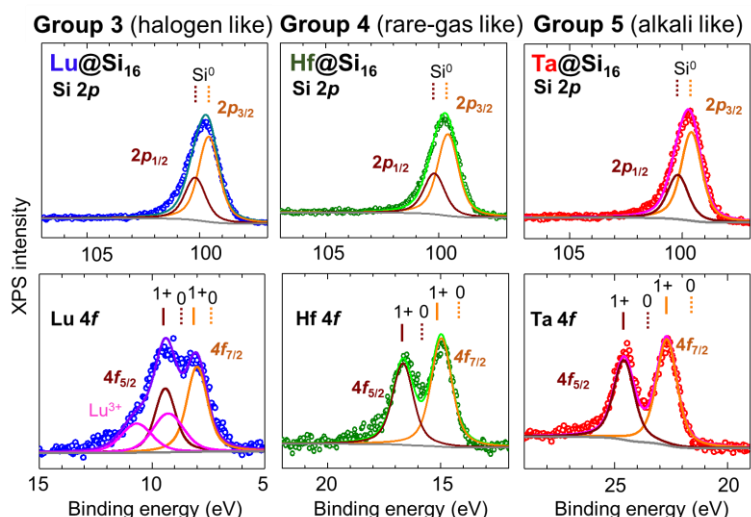 Group 3 (halogen like) Group 4 (rare-gas like) Group 5 (alkali like)
Lu@Si₁₆
Si 2p
Si⁰
2p₃/₂
2p₁/₂
105 100
Hf@Si₁₆
Si 2p
Si⁰
2p₃/₂
2p₁/₂
105 100
Ta@Si₁₆
Si 2p
Si⁰
2p₃/₂
2p₁/₂
105 100
XPS intensity
Lu 4f
1+ 0 1+ 0
4f₇/₂
4f₅/₂
Lu³⁺
15 10 5
Binding energy (eV)
Hf 4f
1+ 0 1+ 0
4f₇/₂
4f₅/₂
20 15
Binding energy (eV)
Ta 4f
1+ 0 1+ 0
4f₇/₂
4f₅/₂
25 20
Binding energy (eV)